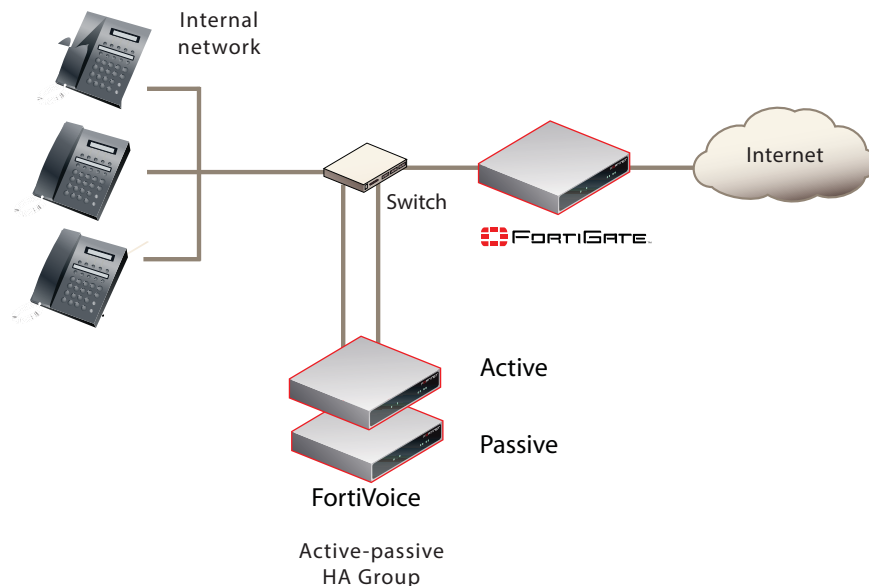 Internal
network
Internet
Switch
FORTIGATE
Active
Passive
FortiVoice
Active-passive
HA Group